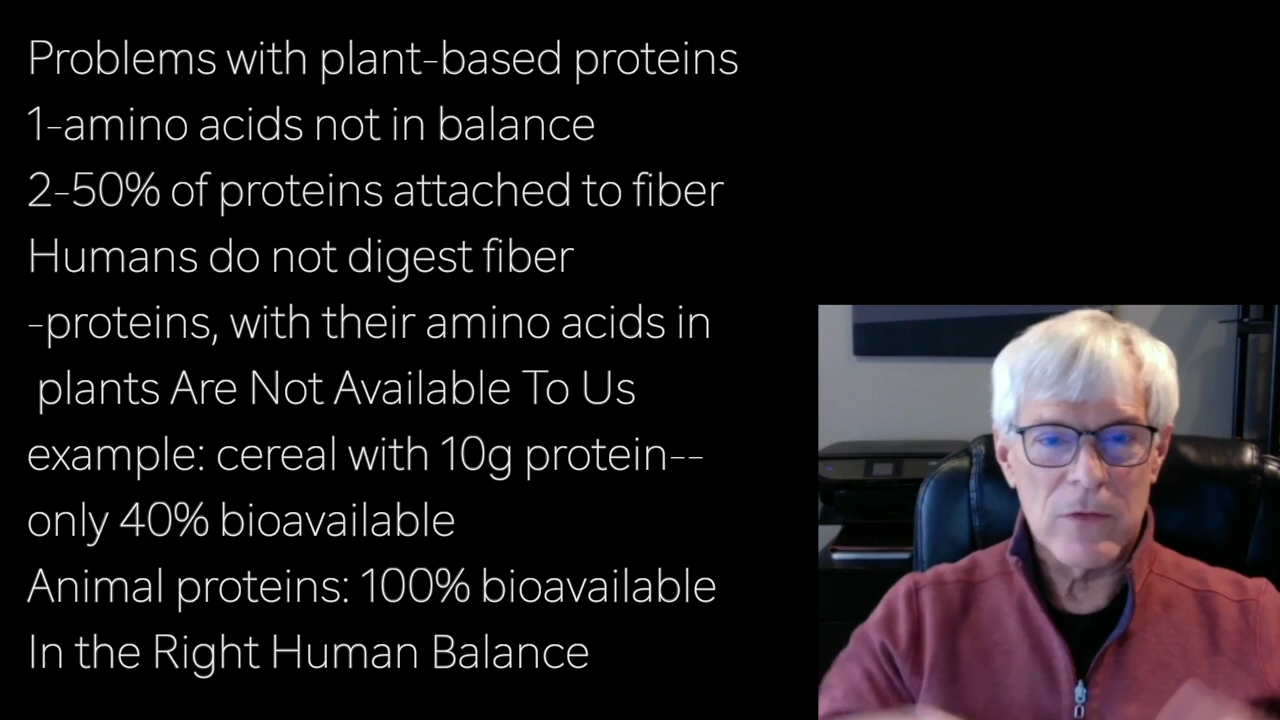 Problems with plant-based proteins
1-amino acids not in balance
2-50% of proteins attached to fiber
Humans do not digest fiber
-proteins, with their amino acids in
plants Are Not Available To Us
example: cereal with 10g protein--
only 40% bioavailable
Animal proteins: 100% bioavailable
In the Right Human Balance